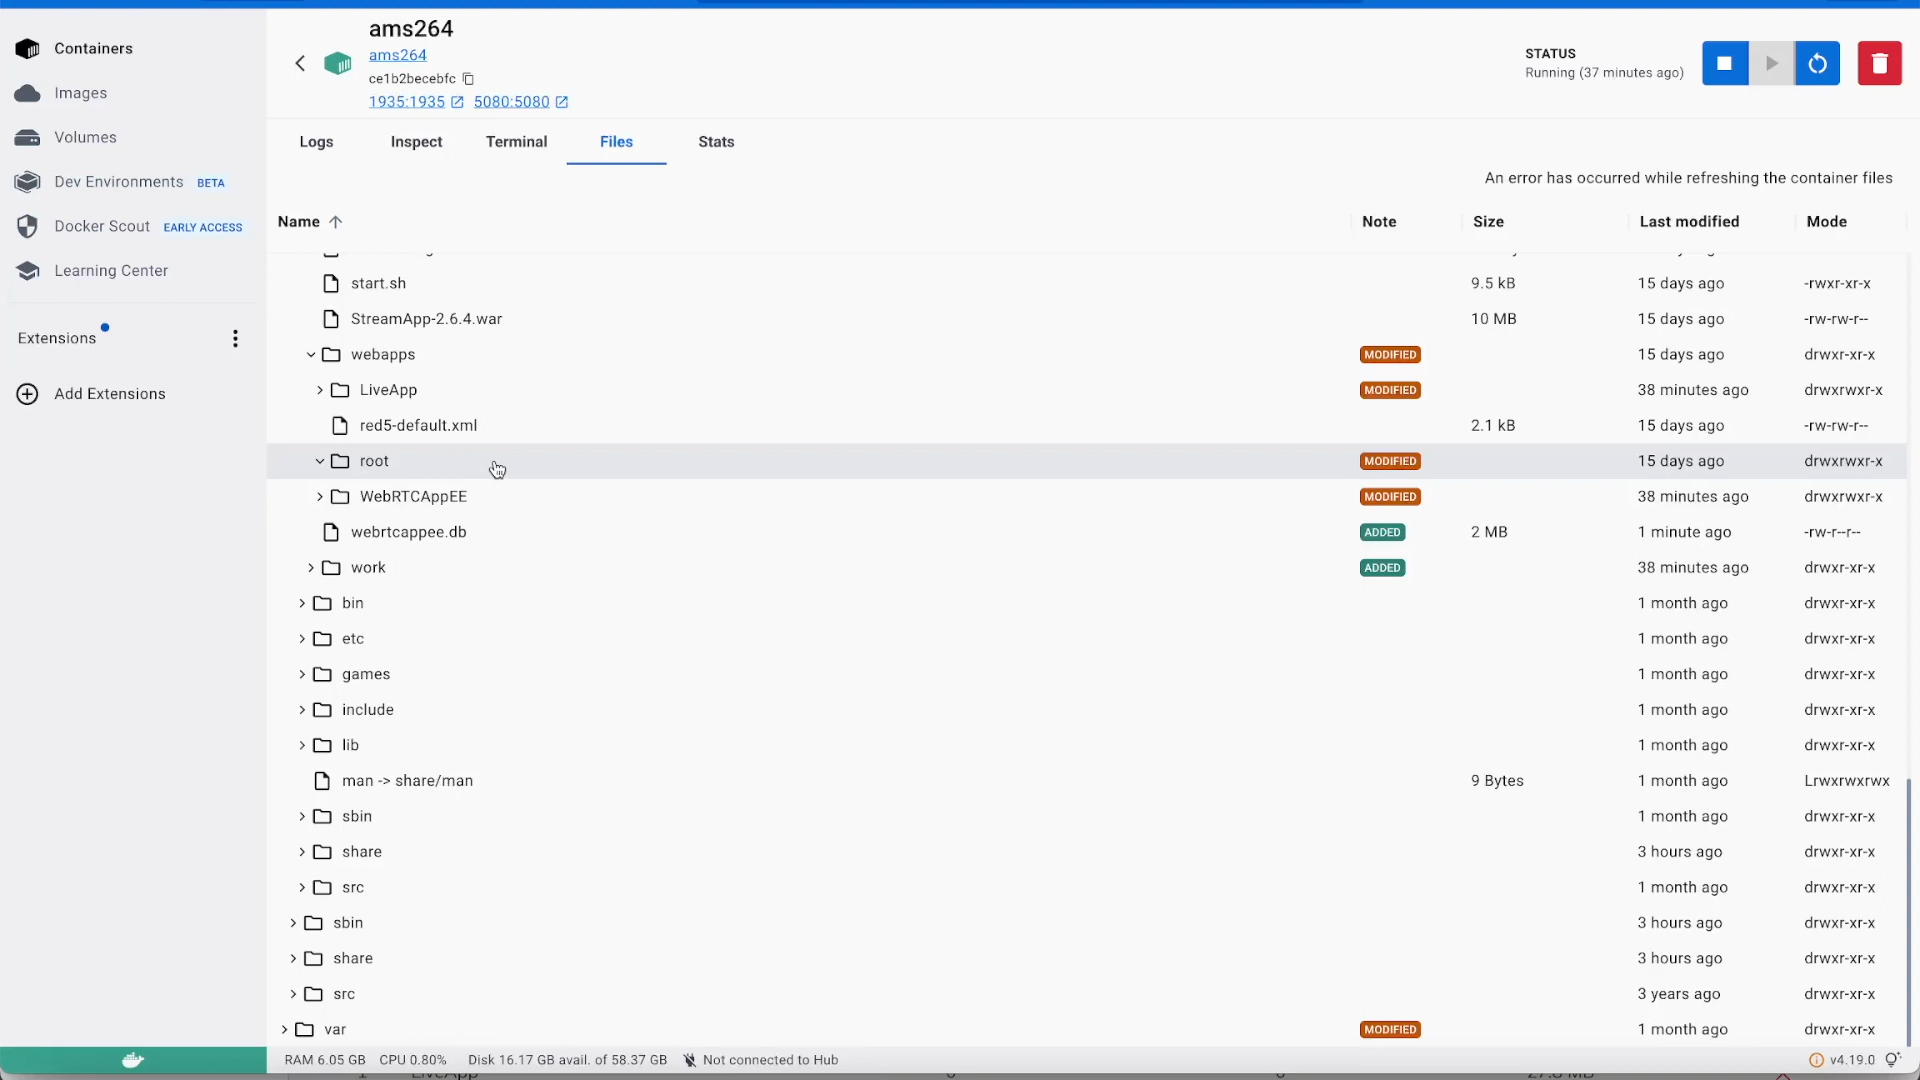 ams264
Containers
ams264
STATUS
Running (37 minutes ago)
ce1b2becebfc
Images
1935:1935 5080:5080
Volumes
Logs Inspect Terminal Files Stats
Dev Environments BETA
An error has occurred while refreshing the container files
Docker Scout EARLY ACCESS
Name Note Size Last modified Mode
Learning Center
start.sh 9.5 kB 15 days ago -rwxr-xr-x
StreamApp-2.6.4.war 10 MB 15 days ago -rw-rw-r--
Extensions
webapps MODIFIED 15 days ago drwxr-xr-x
LiveApp MODIFIED 38 minutes ago drwxrwxr-x
Add Extensions
red5-default.xml 2.1 kB 15 days ago -rw-rw-r--
root MODIFIED 15 days ago drwxrwxr-x
WebRTCAppEE MODIFIED 38 minutes ago drwxrwxr-x
webrtcappee.db ADDED 2 MB 1 minute ago -rw-r--r--
work ADDED 38 minutes ago drwxr-xr-x
bin 1 month ago drwxr-xr-x
etc 1 month ago drwxr-xr-x
games 1 month ago drwxr-xr-x
include 1 month ago drwxr-xr-x
lib 1 month ago drwxr-xr-x
man -> share/man 9 Bytes 1 month ago Lrwxrwxrwx
sbin 1 month ago drwxr-xr-x
share 3 hours ago drwxr-xr-x
src 1 month ago drwxr-xr-x
sbin 3 hours ago drwxr-xr-x
share 3 hours ago drwxr-xr-x
src 3 years ago drwxr-xr-x
var MODIFIED 1 month ago drwxr-xr-x
RAM 6.05 GB CPU 0.80% Disk 16.17 GB avail. of 58.37 GB Not connected to Hub v4.19.0